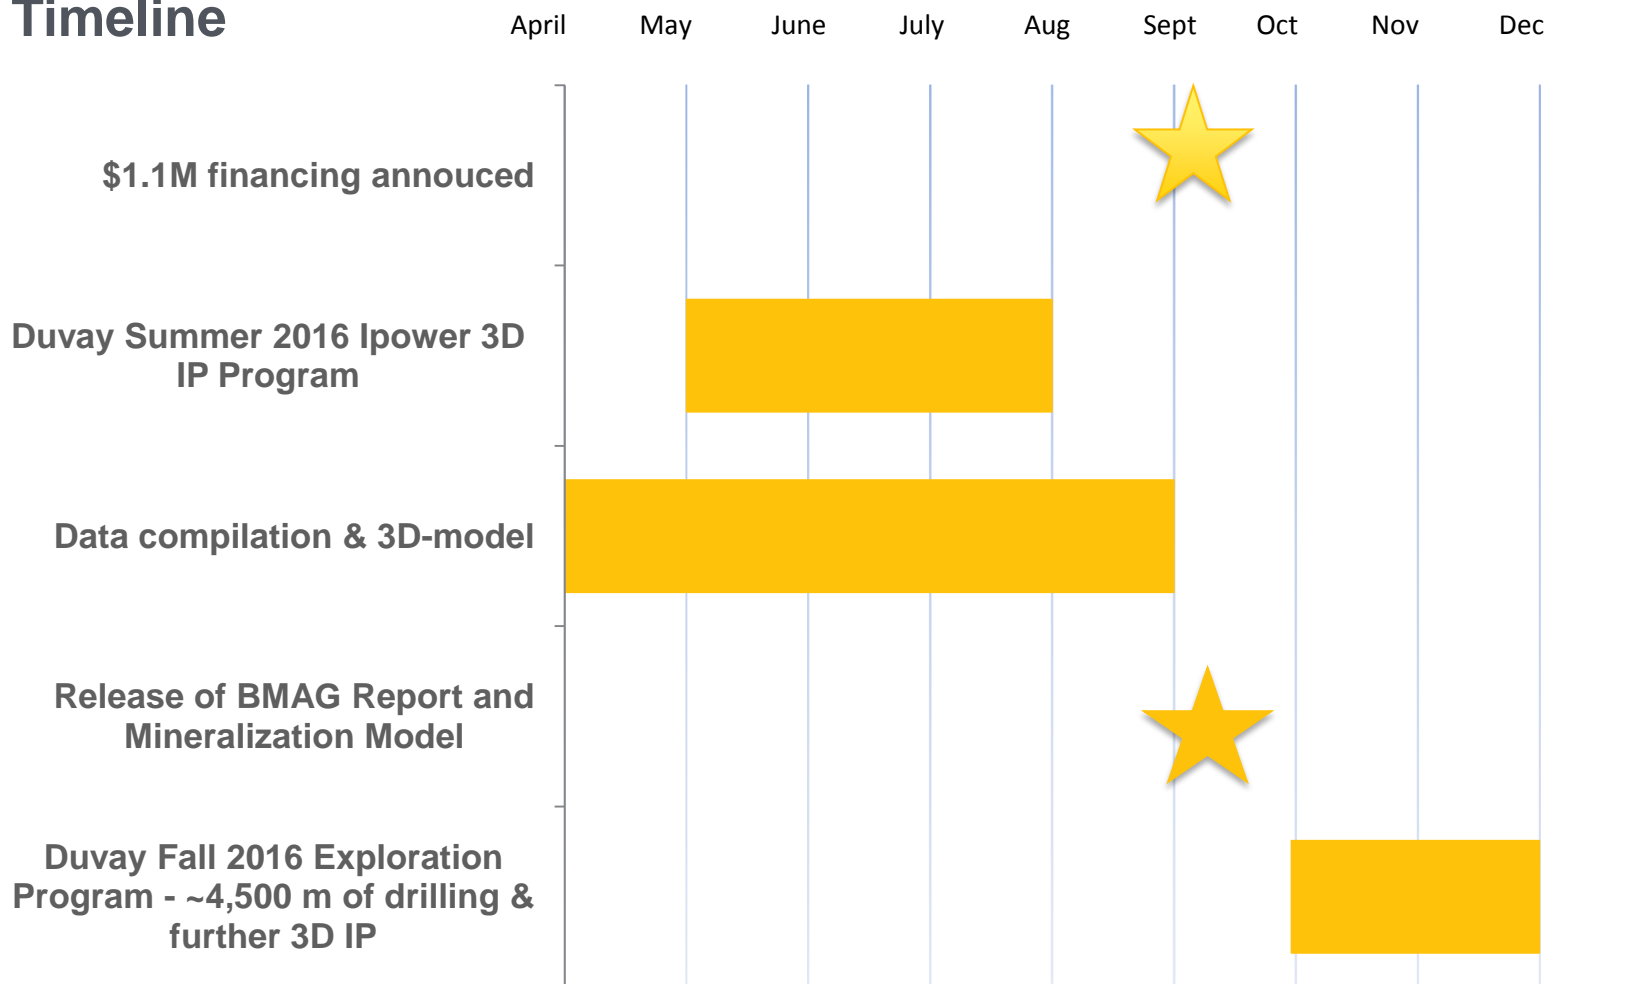 Timeline
April May June July Aug Sept Oct Nov Dec
$1.1M financing annouced
Duvay Summer 2016 Ipower 3D
IP Program
Data compilation & 3D-model
Release of BMAG Report and
Mineralization Model
Duvay Fall 2016 Exploration
Program - ~4,500 m of drilling &
further 3D IP